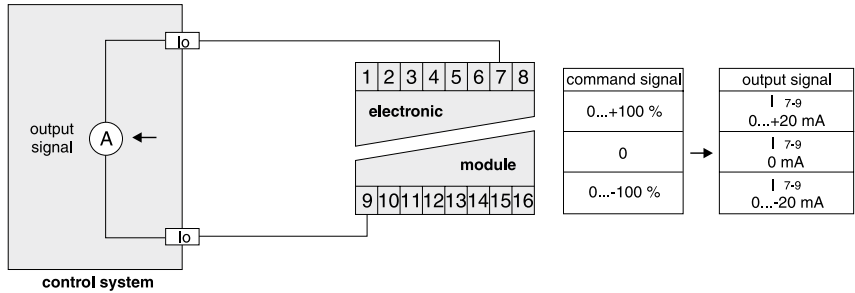 Io
1 2 3 4 5 6 7 8
electronic
module
9 10 11 12 13 14 15 16
output
signal
A
Io
control system
command signal
0...+100 %
0
0...-100 %
output signal
I 7-9
0...+20 mA
I 7-9
0 mA
I 7-9
0...-20 mA